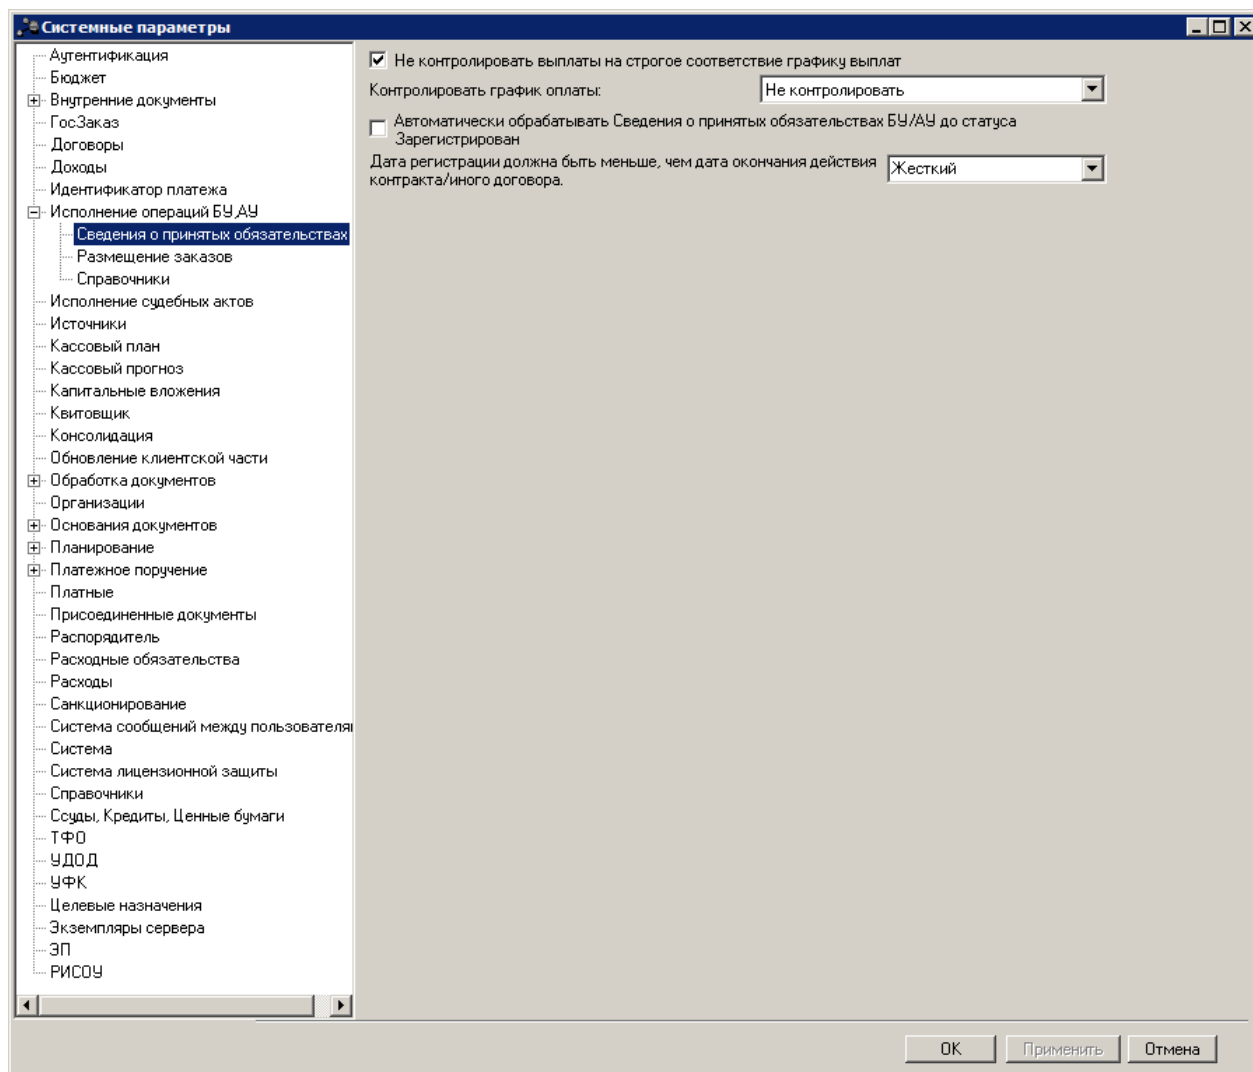 Системные параметры
Аутентификация
Бюджет
Внутренние документы
ГосЗаказ
Договоры
Доходы
Идентификатор платежа
Исполнение операций БУ,АУ
Сведения о принятых обязательствах
Размещение заказов
Справочники
Исполнение судебных актов
Источники
Кассовый план
Кассовый прогноз
Капитальные вложения
Квитовщик
Консолидация
Обновление клиентской части
Обработка документов
Организации
Основания документов
Планирование
Платежное поручение
Платные
Присоединенные документы
Распорядитель
Расходные обязательства
Расходы
Санкционирование
Система сообщений между пользователя
Система
Система лицензионной защиты
Справочники
Ссуды, Кредиты, Ценные бумаги
ТФО
УДОД
УФК
Целевые назначения
Экземпляры сервера
ЭП
РИСОУ
Не контролировать выплаты на строгое соответствие графику выплат
Контролировать график оплаты: Не контролировать
Автоматически обрабатывать Сведения о принятых обязательствах БУ/АУ до статуса
Зарегистрирован
Дата регистрации должна быть меньше, чем дата окончания действия
контракта/иного договора. Жесткий
OK Применить Отмена